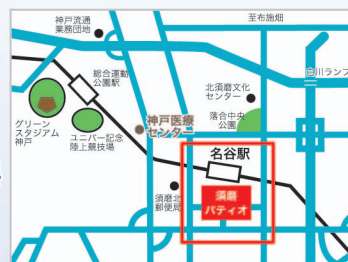 神戸流通
業務団地
至布施畑
白川ランプ
総合運動
公園駅
北須磨文化
センター
グリーン
スタジアム
神戸
ユニバー記念
陸上競技場
神戸医療
センター
落合中央
公園
名谷駅
須磨北
郵便局
須磨
パティオ